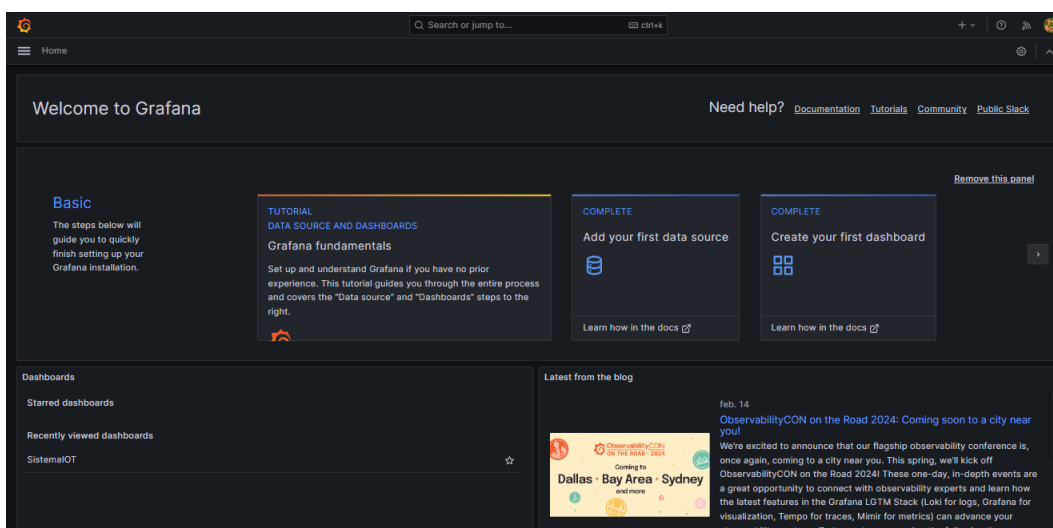 Search or jump to...
ctrl+k
Home
Welcome to Grafana
Need help?
Documentation
Tutorials
Community
Public Slack
Remove this panel
Basic
The steps below will
guide you to quickly
finish setting up your
Grafana installation.
TUTORIAL
DATA SOURCE AND DASHBOARDS
Grafana fundamentals
Set up and understand Grafana if you have no prior
experience. This tutorial guides you through the entire process
and covers the "Data source" and "Dashboards" steps to the
right.
COMPLETE
Add your first data source
Learn how in the docs
COMPLETE
Create your first dashboard
Learn how in the docs
Dashboards
Starred dashboards
Recently viewed dashboards
SistemaIOT
Latest from the blog
ObservabilityCON
ON THE ROAD - 2024
Coming to
Dallas · Bay Area · Sydney
and more
feb. 14
ObservabilityCON on the Road 2024: Coming soon to a city near
you!
We're excited to announce that our flagship observability conference is,
once again, coming to a city near you. This spring, we'll kick off
ObservabilityCON on the Road 2024! These one-day, in-depth events are
a great opportunity to connect with observability experts and learn how
the latest features in the Grafana LGTM Stack (Loki for logs, Grafana for
visualization, Tempo for traces, Mimir for metrics) can advance your